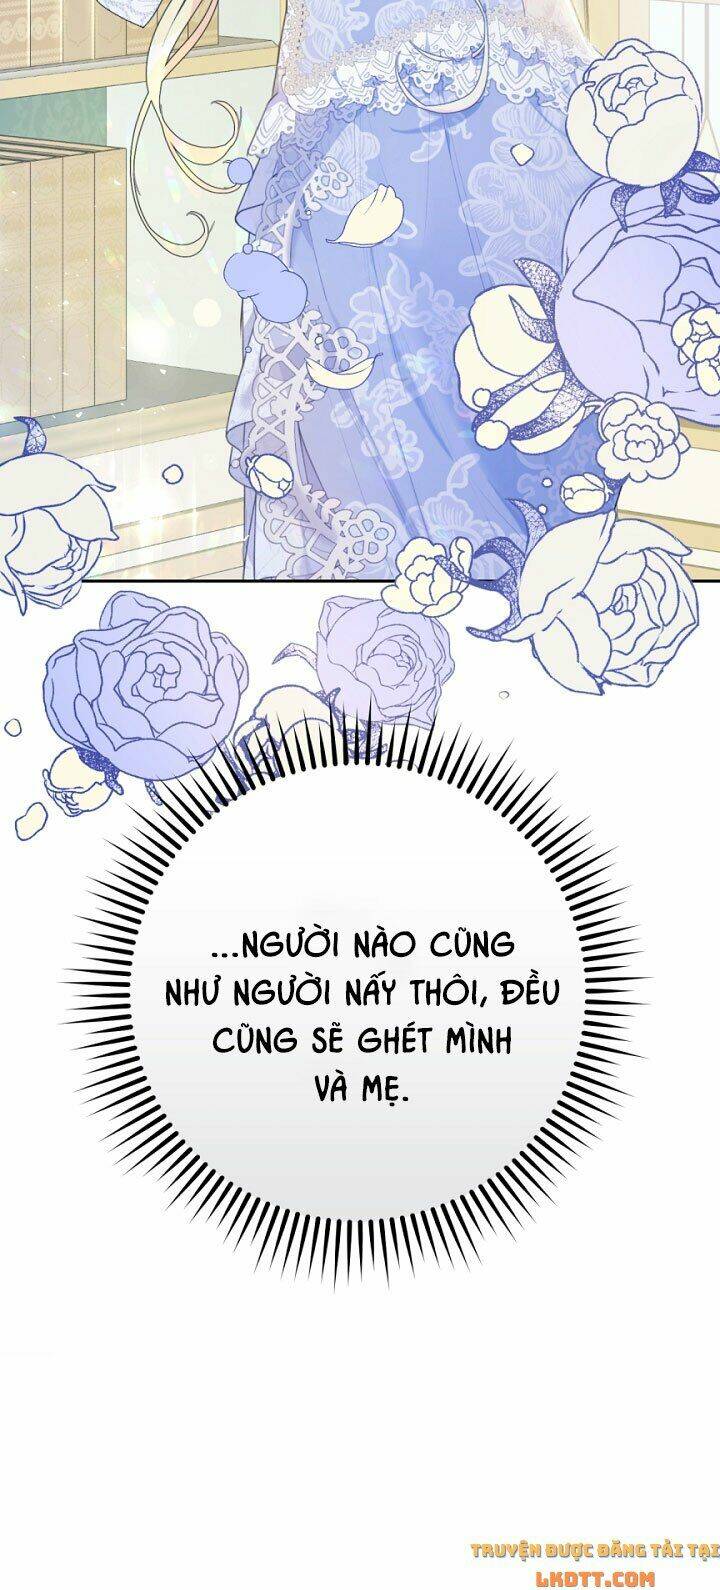 ...NGƯỜI NÀO CŨNG
NHƯ NGƯỜI NẤY THÔI, ĐỀU
CŨNG SẼ GHÉT MÌNH
VÀ MẸ.
TRUYỆN ĐƯỢC ĐĂNG TẢI TẠI
LKDTT.COM